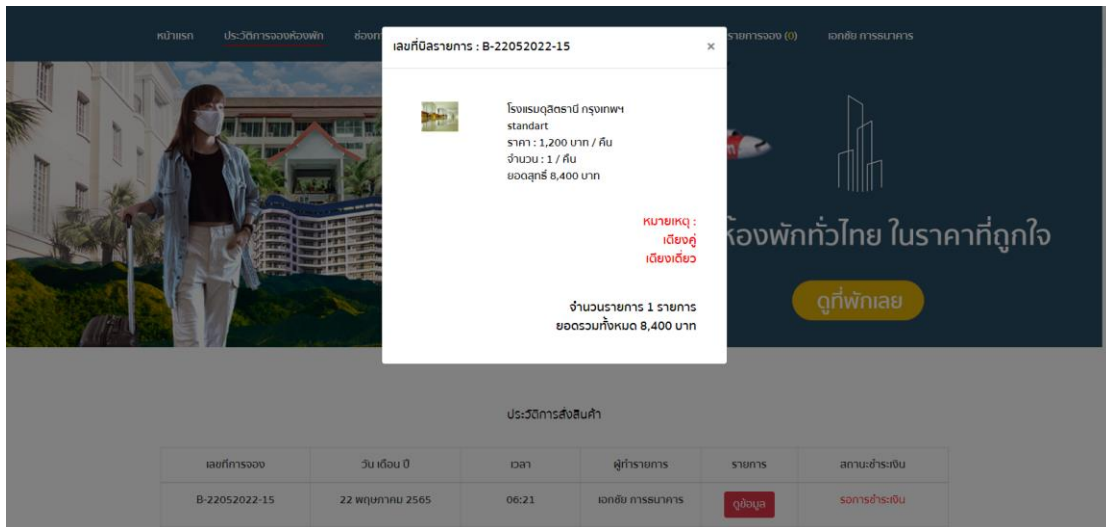 หน้าแรก
ประวัติการจองห้องพัก
รายการจอง (0)
เอกชัย การธนาคาร
เลขที่บิลรายการ : B-22052022-15
×
โรงแรมดุสิตธานี กรุงเทพฯ
standart
ราคา : 1,200 บาท / คืน
จำนวน : 1 / คืน
ยอดสุทธิ์ 8,400 บาท
หมายเหตุ :
เตียงคู่
เตียงเดี่ยว
จำนวนรายการ 1 รายการ
ยอดรวมทั้งหมด 8,400 บาท
ห้องพักทั่วไทย ในราคาที่ถูกใจ
ดูที่พักเลย
ประวัติการสั่งสินค้า
เลขที่การจอง วัน เดือน ปี เวลา ผู้ทำรายการ รายการ สถานะชำระเงิน
B-22052022-15 22 พฤษภาคม 2565 06:21 เอกชัย การธนาคาร ดูข้อมูล รอการชำระเงิน